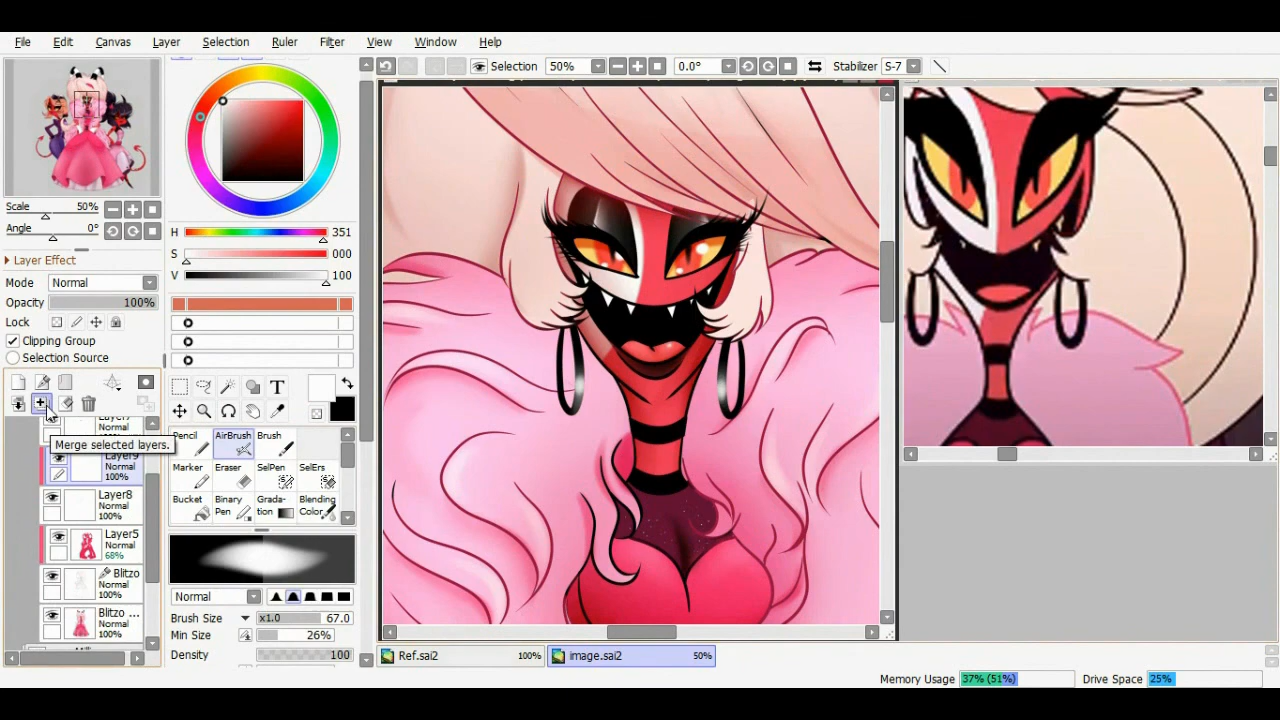 File Edit Canvas Layer Selection Ruler Filter View Window Help
Selection 50% 0.0° Stabilizer S-7
Scale 50%
Angle 0°
Layer Effect
Mode Normal
Opacity 100%
Lock
Clipping Group
Selection Source
Merge selected layers.
Normal
100%
Layer9
Normal
100%
Layer8
Normal
100%
Layer5
Normal
68%
Blitzo
Normal
100%
Blitzo ...
Normal
100%
H 351
S 000
V 100
T
Pencil AirBrush Brush
Marker Eraser SelPen SelErs
Bucket Binary Pen Grada-tion Blending Color
Normal
Brush Size x1.0 67.0
Min Size 26%
Density 100
Ref.sai2 100% image.sai2 50%
Memory Usage 37% (51%) Drive Space 25%